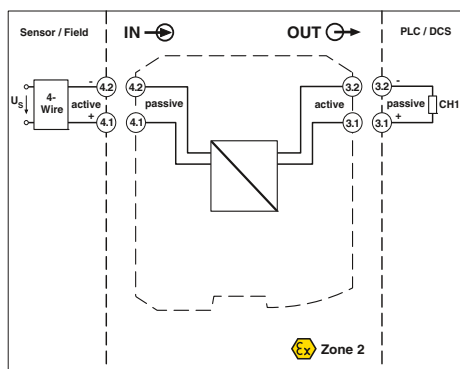 Sensor / Field
IN
OUT
PLC / DCS
U_S
4-
Wire
-
active
+
4.2
4.1
4.2
passive
4.1
3.2
active
3.1
3.2
-
passive
+
3.1
CH1
Ex Zone 2